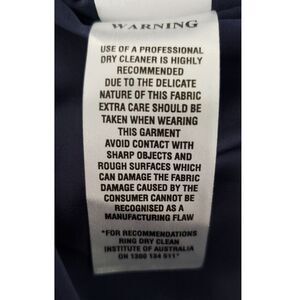 WARNING
USE OF A PROFESSIONAL
DRY CLEANER IS HIGHLY
RECOMMENDED
DUE TO THE DELICATE
NATURE OF THIS FABRIC
EXTRA CARE SHOULD BE
TAKEN WHEN WEARING
THIS GARMENT
AVOID CONTACT WITH
SHARP OBJECTS AND
ROUGH SURFACES WHICH
CAN DAMAGE THE FABRIC
DAMAGE CAUSED BY THE
CONSUMER CANNOT BE
RECOGNISED AS A
MANUFACTURING FLAW
*FOR RECOMMENDATIONS
RING DRY CLEAN
INSTITUTE OF AUSTRALIA
ON 1300 134 511*